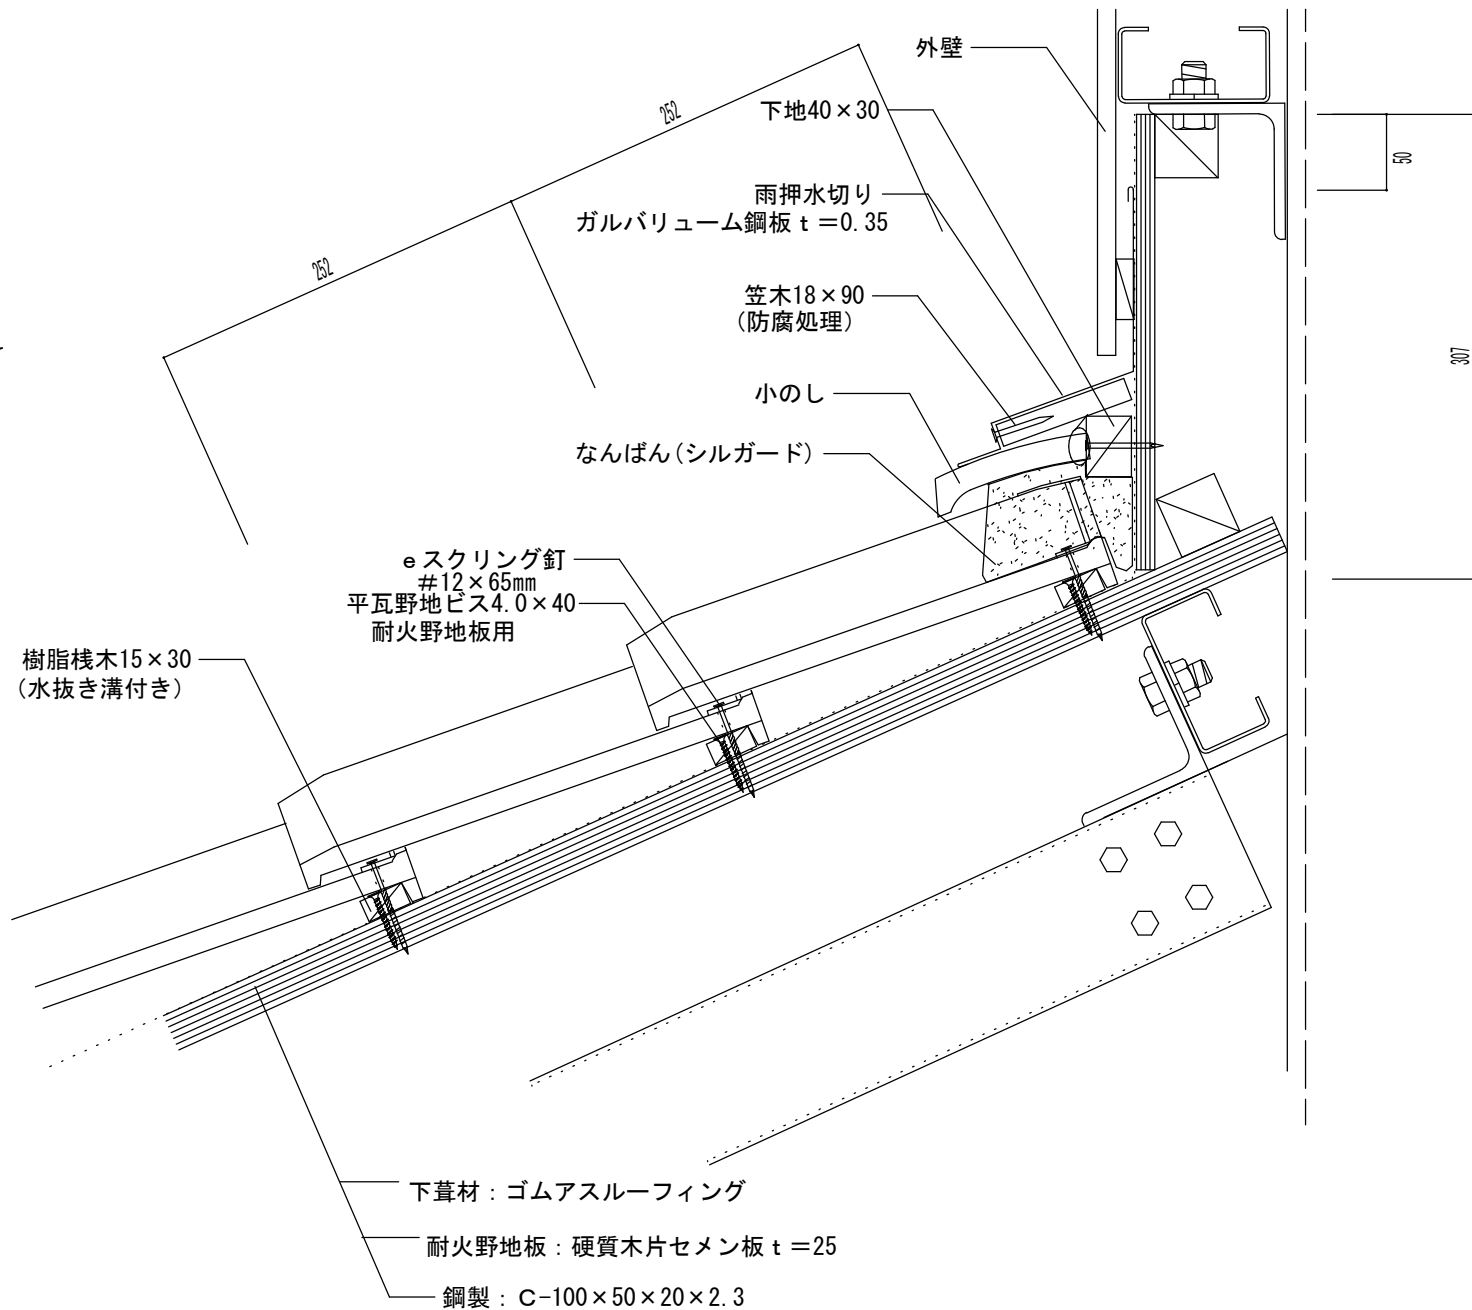 外壁
252
下地40×30
50
雨押水切り
ガルバリューム鋼板ｔ＝0.35
252
笠木18×90
(防腐処理)
307
小のし
なんばん(シルガード)
ｅスクリング釘
＃12×65mm
平瓦野地ビス4.0×40
耐火野地板用
樹脂桟木15×30
(水抜き溝付き)
下葺材：ゴムアスルーフィング
耐火野地板：硬質木片セメン板ｔ＝25
鋼製：Ｃ-100×50×20×2.3